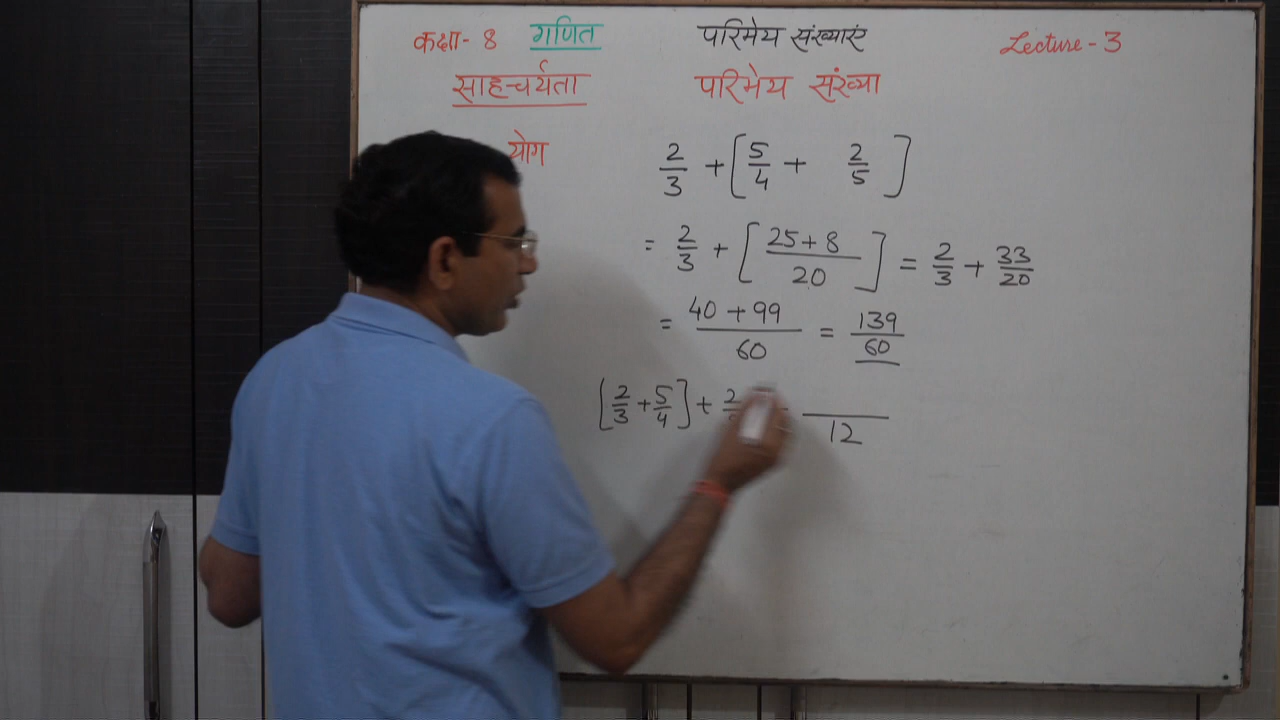 कक्षा- 8 गणित परिमेय संख्याएं Lecture - 3
साहचर्यता परिमेय संख्या
योग 2/3 + [5/4 + 2/5]
= 2/3 + [(25+8)/20] = 2/3 + 33/20
= (40 + 99)/60 = 139/60
[2/3 + 5/4] + 2 12